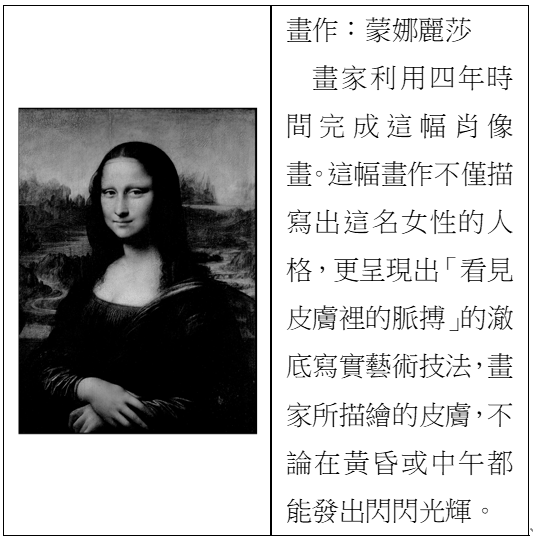 畫作：蒙娜麗莎
畫家利用四年時
間完成這幅肖像
畫。這幅畫作不僅描
寫出這名女性的人
格，更呈現出「看見
皮膚裡的脈搏」的澈
底寫實藝術技法，畫
家所描繪的皮膚，不
論在黃昏或中午都
能發出閃閃光輝。